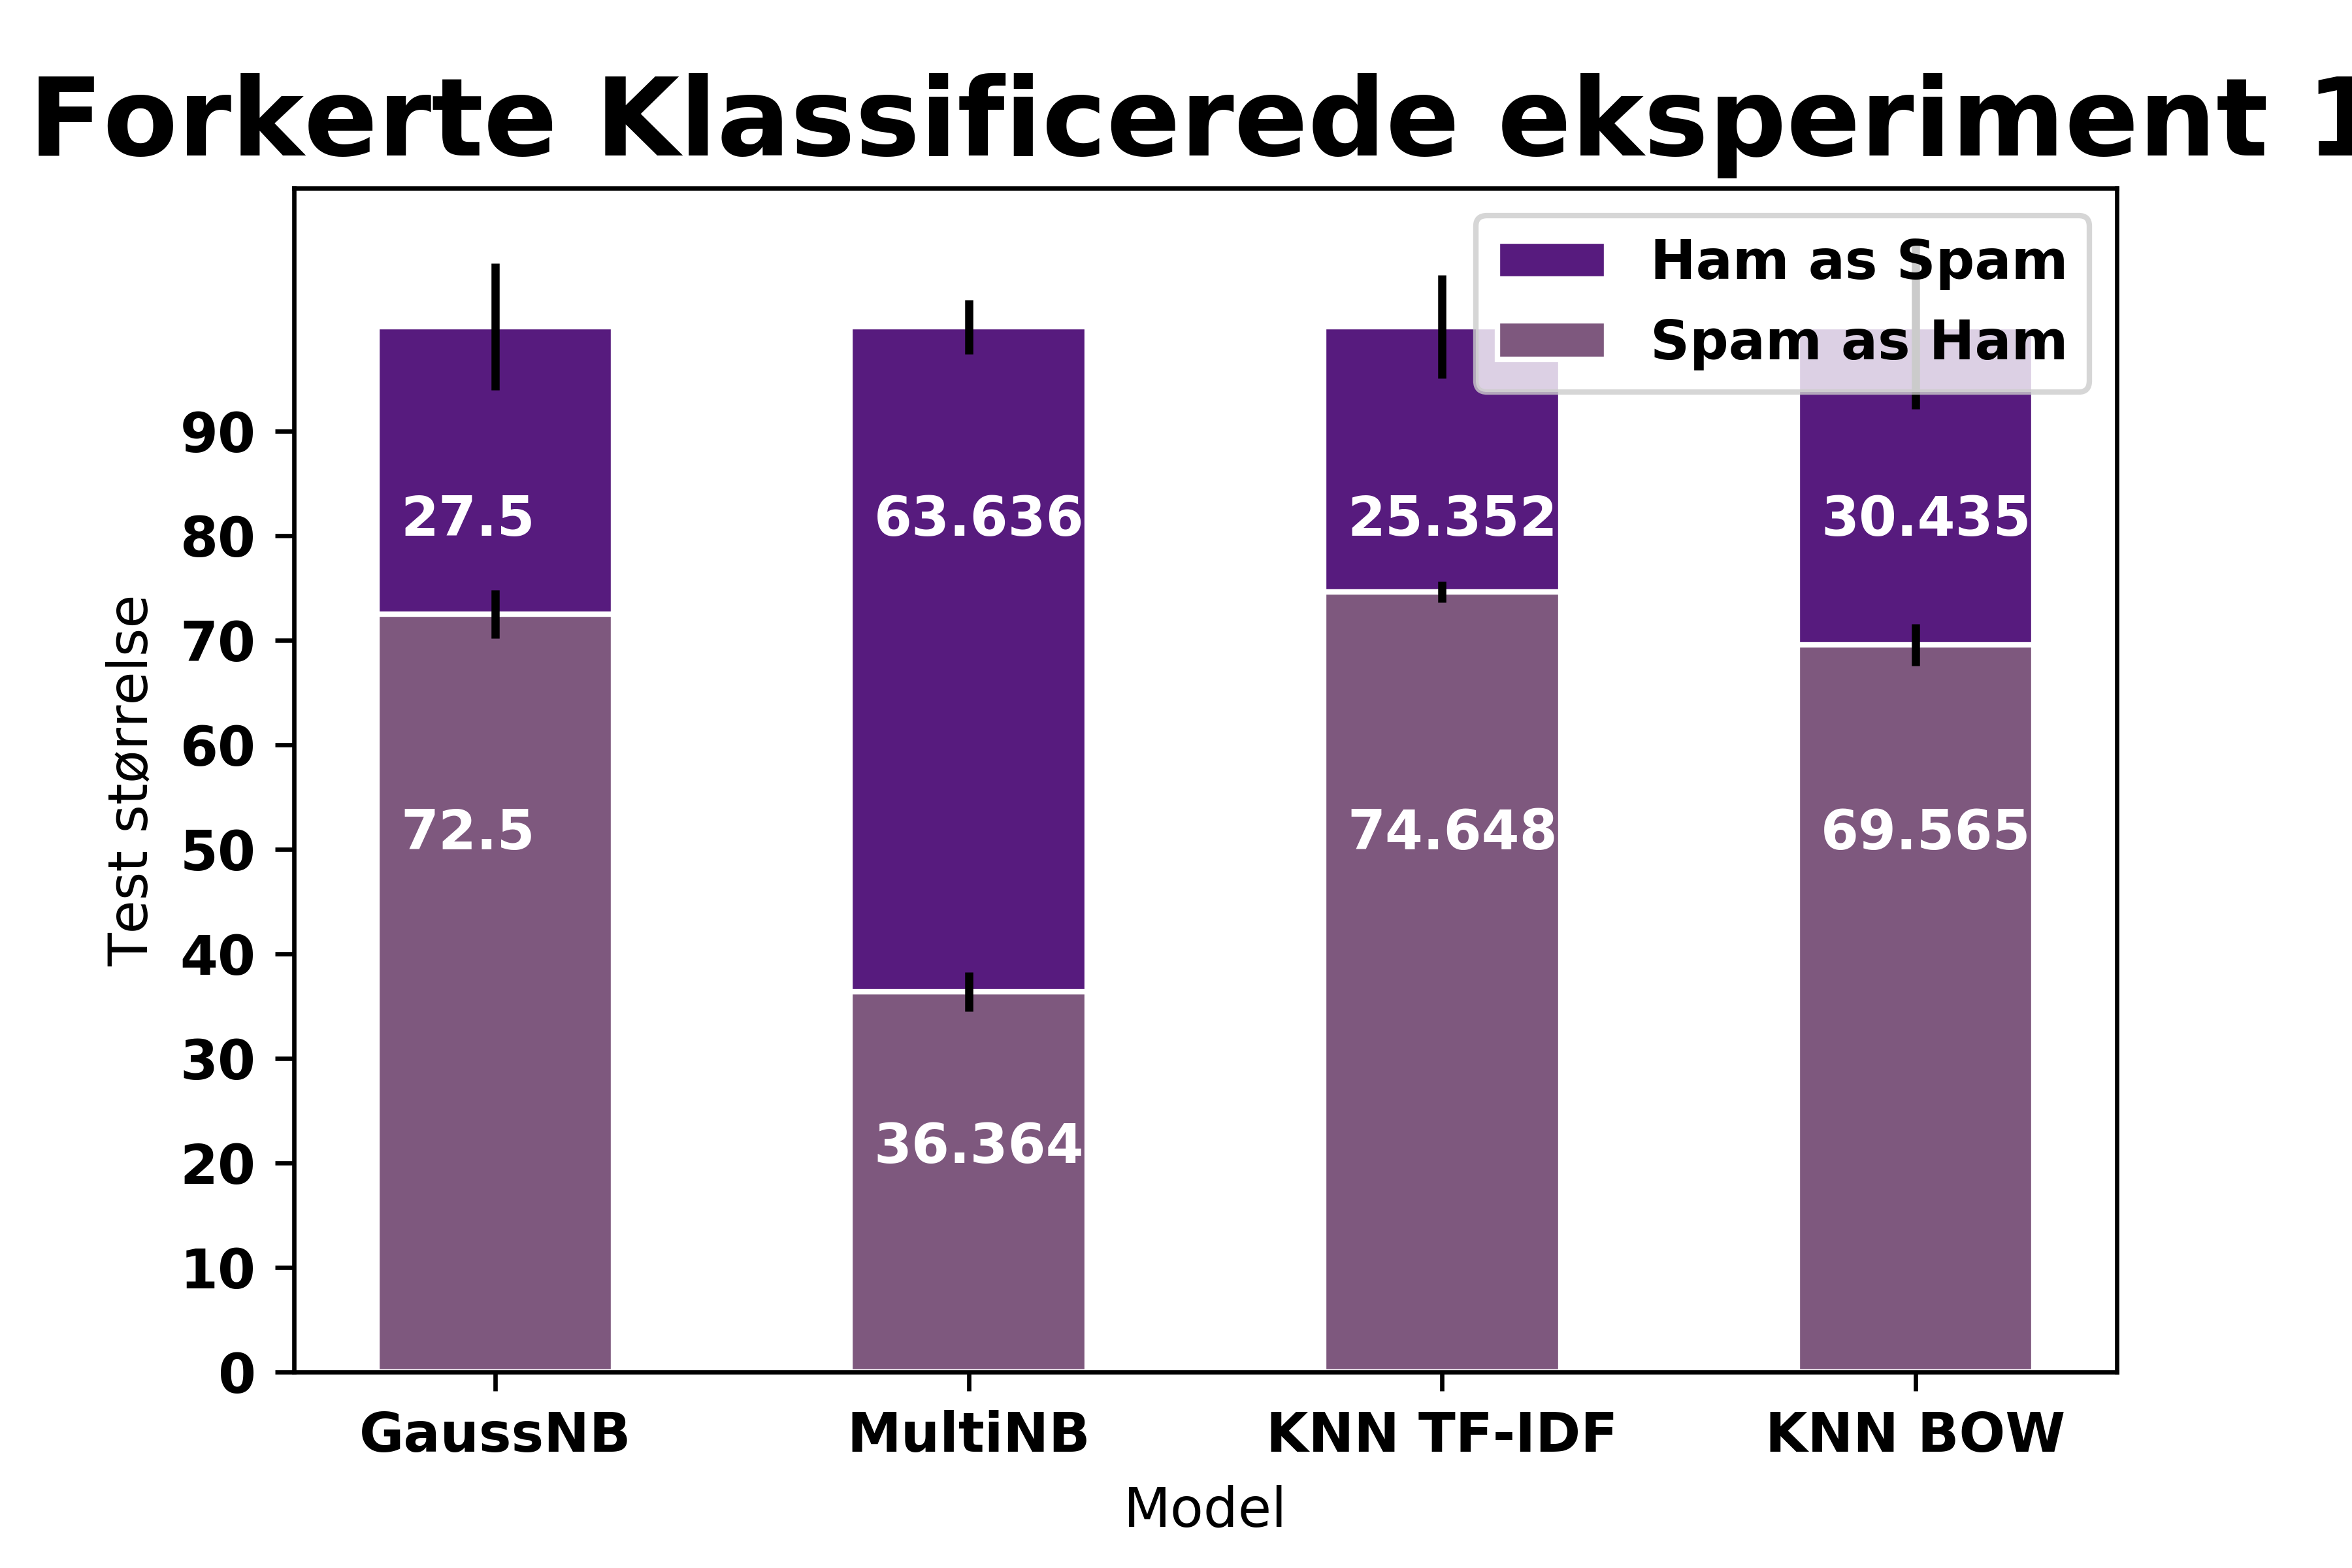 Forkerte Klassificerede eksperiment 1
Ham as Spam
Spam as Ham
Test størrelse
90
80
70
60
50
40
30
20
10
0
27.5
63.636
25.352
30.435
72.5
74.648
69.565
36.364
GaussNB
MultiNB
KNN TF-IDF
KNN BOW
Model